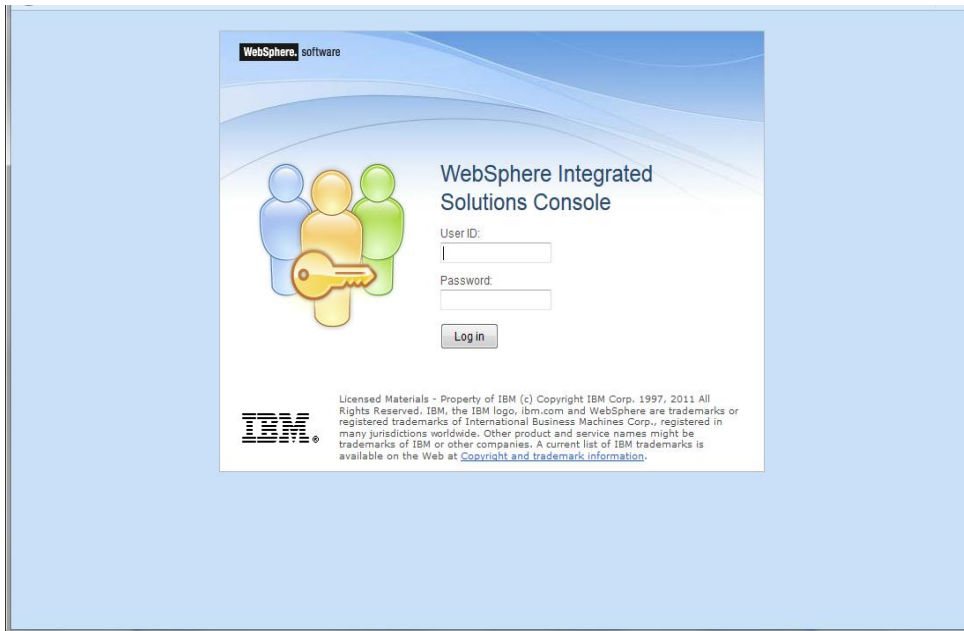 WebSphere. software
WebSphere Integrated
Solutions Console
User ID:
Password:
Log in
Licensed Materials - Property of IBM (c) Copyright IBM Corp. 1997, 2011 All
Rights Reserved. IBM, the IBM logo, ibm.com and WebSphere are trademarks or
registered trademarks of International Business Machines Corp., registered in
many jurisdictions worldwide. Other product and service names might be
trademarks of IBM or other companies. A current list of IBM trademarks is
available on the Web at Copyright and trademark information.
IBM®